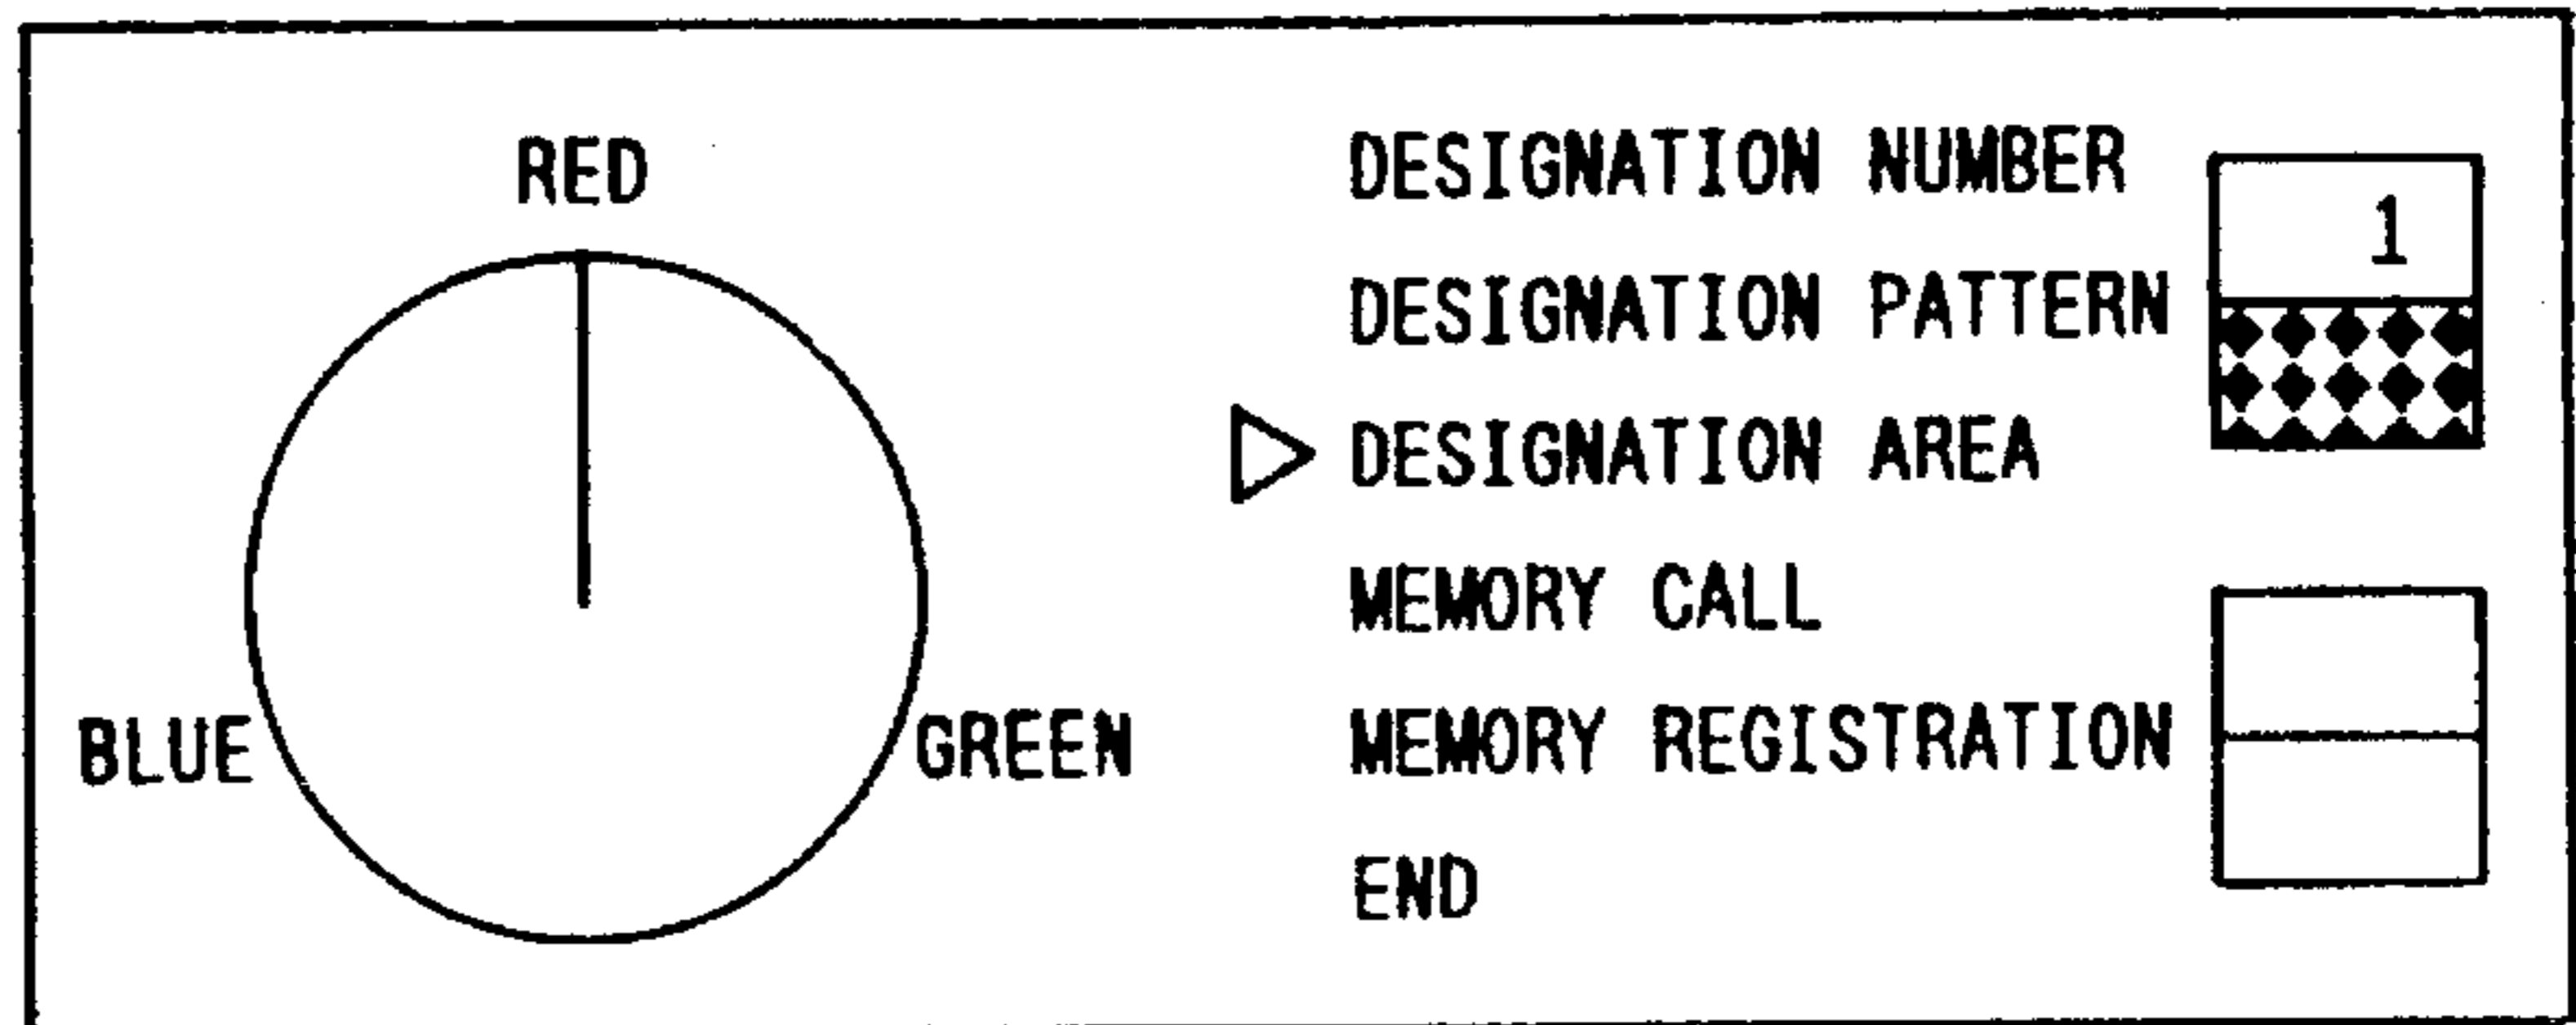 RED
BLUE
GREEN
DESIGNATION NUMBER
1
DESIGNATION PATTERN
DESIGNATION AREA
MEMORY CALL
MEMORY REGISTRATION
END